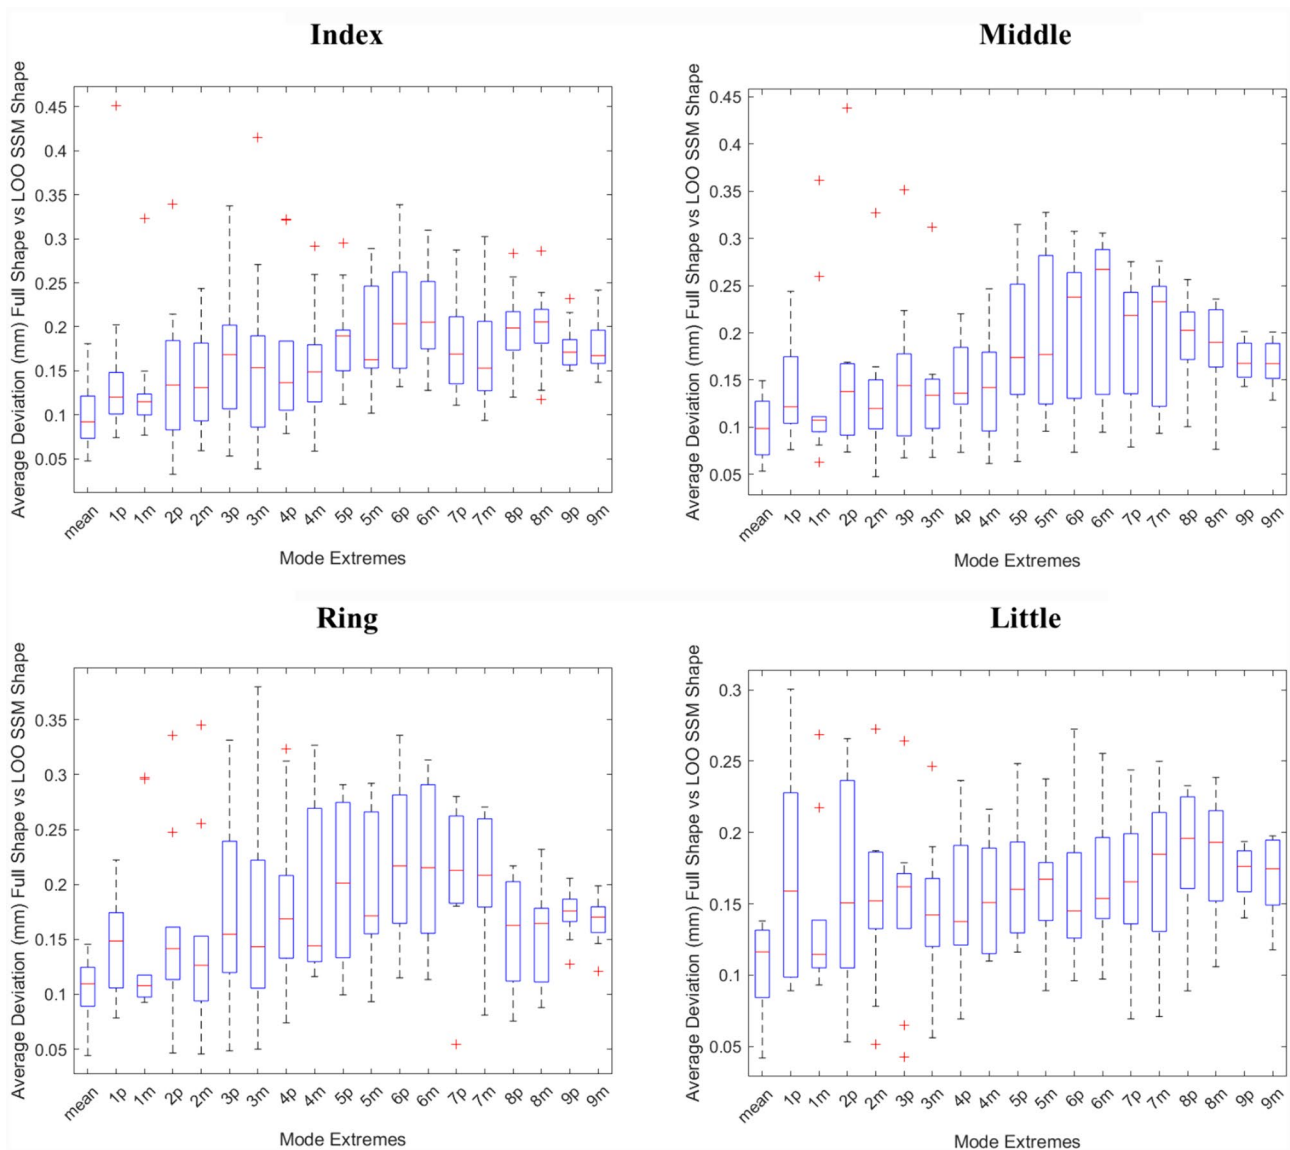 Index
Average Deviation (mm) Full Shape vs LOO SSM Shape
0.45
0.4
0.35
0.3
0.25
0.2
0.15
0.1
0.05
mean 1p 1m 2p 2m 3p 3m 4p 4m 5p 5m 6p 6m 7p 7m 8p 8m 9p 9m
Mode Extremes
Middle
Average Deviation (mm) Full Shape vs LOO SSM Shape
0.45
0.4
0.35
0.3
0.25
0.2
0.15
0.1
0.05
mean 1p 1m 2p 2m 3p 3m 4p 4m 5p 5m 6p 6m 7p 7m 8p 8m 9p 9m
Mode Extremes
Ring
Average Deviation (mm) Full Shape vs LOO SSM Shape
0.35
0.3
0.25
0.2
0.15
0.1
0.05
mean 1p 1m 2p 2m 3p 3m 4p 4m 5p 5m 6p 6m 7p 7m 8p 8m 9p 9m
Mode Extremes
Little
Average Deviation (mm) Full Shape vs LOO SSM Shape
0.3
0.25
0.2
0.15
0.1
0.05
mean 1p 1m 2p 2m 3p 3m 4p 4m 5p 5m 6p 6m 7p 7m 8p 8m 9p 9m
Mode Extremes